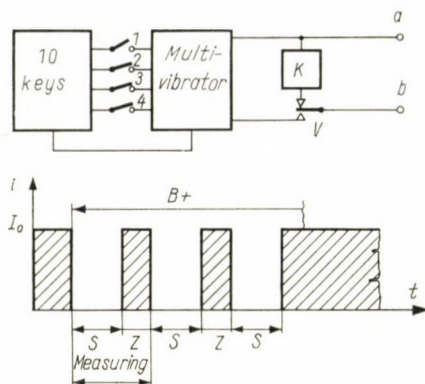 10
keys
1
2
3
4
Multi-
vibrator
K
V
a
b
i
I₀
B+
t
S Z S Z S
Measuring